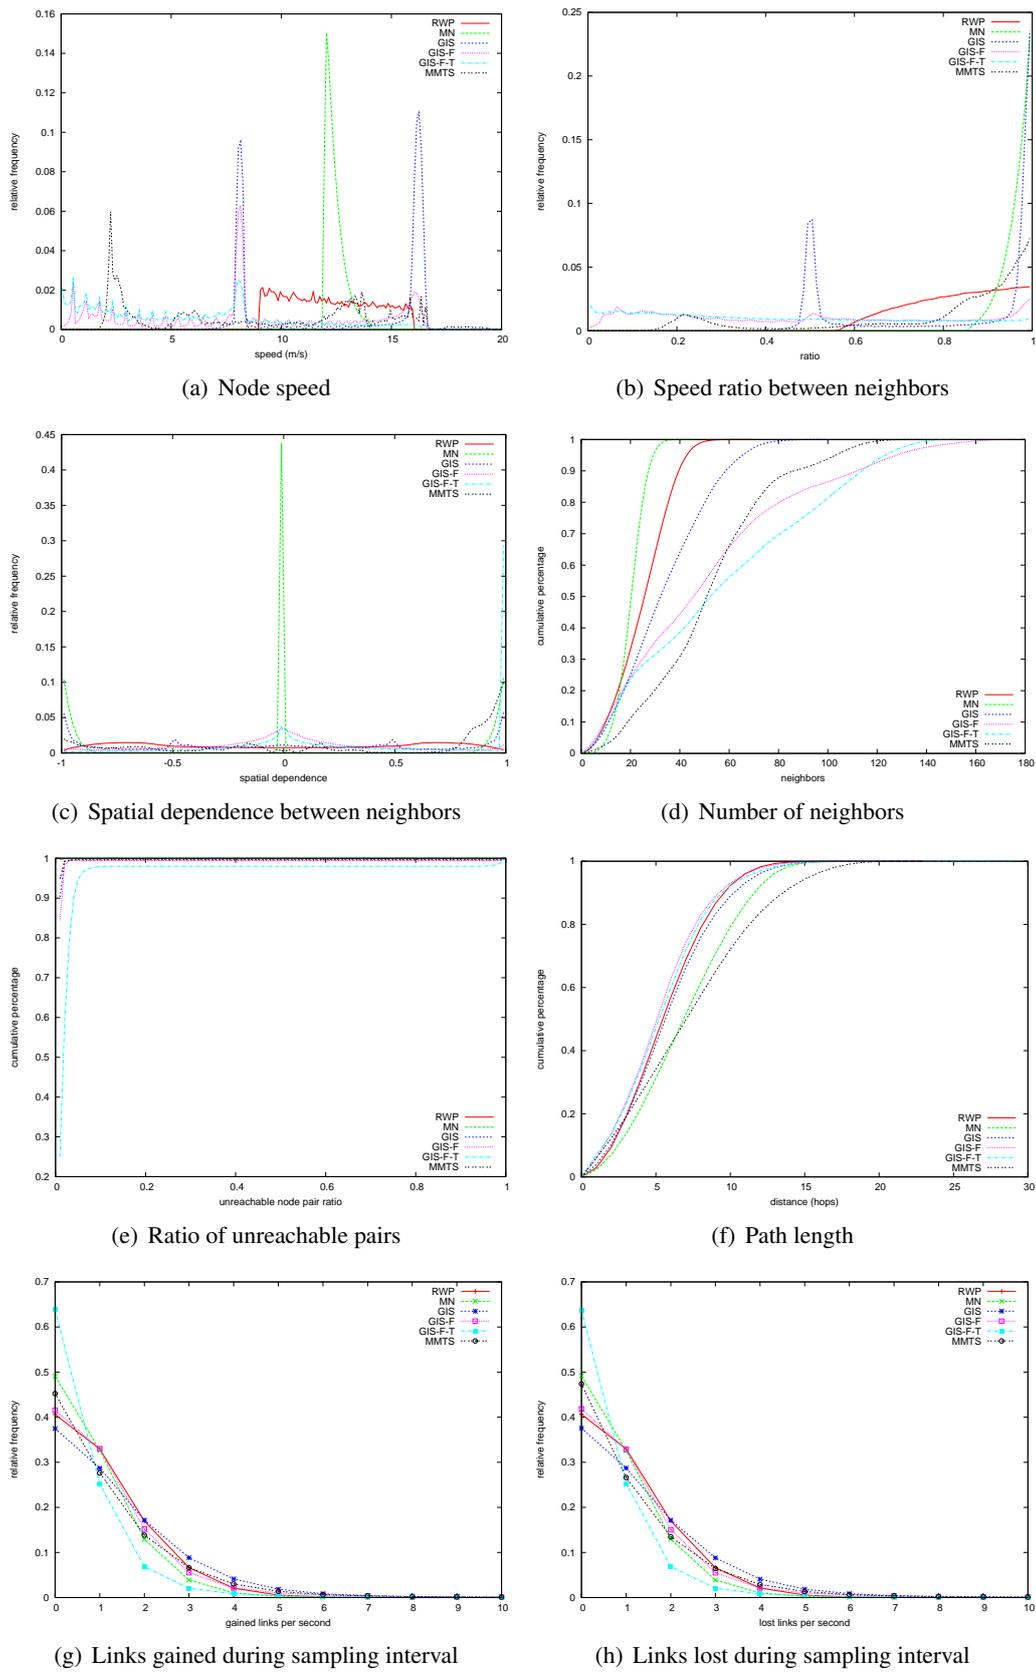 0.16
0.14
0.12
0.1
0.08
0.06
0.04
0.02
0
0 5 10 15 20
relative frequency
speed (m/s)
RWP
MN
GIS
GIS-F
GIS-F-T
MMTS
(a) Node speed
0.25
0.2
0.15
0.1
0.05
0
0 0.2 0.4 0.6 0.8 1
relative frequency
ratio
RWP
MN
GIS
GIS-F
GIS-F-T
MMTS
(b) Speed ratio between neighbors
0.45
0.4
0.35
0.3
0.25
0.2
0.15
0.1
0.05
0
-1 -0.5 0 0.5 1
relative frequency
spatial dependence
RWP
MN
GIS
GIS-F
GIS-F-T
MMTS
(c) Spatial dependence between neighbors
1
0.9
0.8
0.7
0.6
0.5
0.4
0.3
0.2
0.1
0
0 20 40 60 80 100 120 140 160 180
cumulative percentage
neighbors
RWP
MN
GIS
GIS-F
GIS-F-T
MMTS
(d) Number of neighbors
1
0.9
0.8
0.7
0.6
0.5
0.4
0.3
0.2
0 0.2 0.4 0.6 0.8 1
cumulative percentage
unreachable node pair ratio
RWP
MN
GIS
GIS-F
GIS-F-T
MMTS
(e) Ratio of unreachable pairs
1
0.8
0.6
0.4
0.2
0
0 5 10 15 20 25 30
cumulative percentage
distance (hops)
RWP
MN
GIS
GIS-F
GIS-F-T
MMTS
(f) Path length
0.7
0.6
0.5
0.4
0.3
0.2
0.1
0
0 1 2 3 4 5 6 7 8 9 10
relative frequency
gained links per second
RWP
MN
GIS
GIS-F
GIS-F-T
MMTS
(g) Links gained during sampling interval
0.7
0.6
0.5
0.4
0.3
0.2
0.1
0
0 1 2 3 4 5 6 7 8 9 10
relative frequency
lost links per second
RWP
MN
GIS
GIS-F
GIS-F-T
MMTS
(h) Links lost during sampling interval